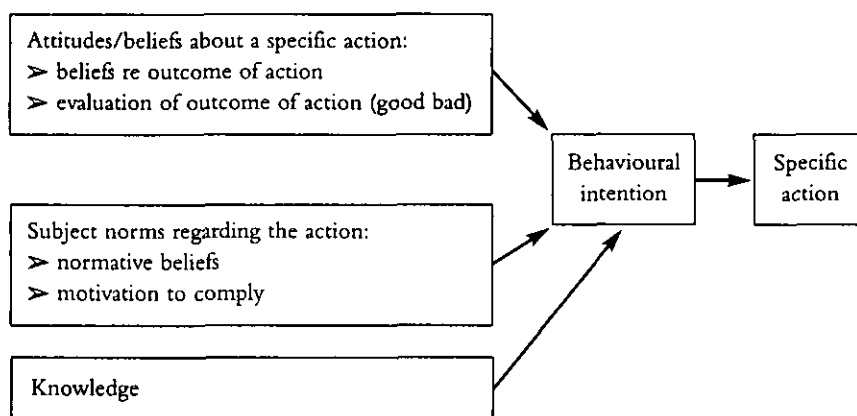 Attitudes/beliefs about a specific action:
➢ beliefs re outcome of action
➢ evaluation of outcome of action (good bad)
Subject norms regarding the action:
➢ normative beliefs
➢ motivation to comply
Knowledge
Behavioural
intention
Specific
action